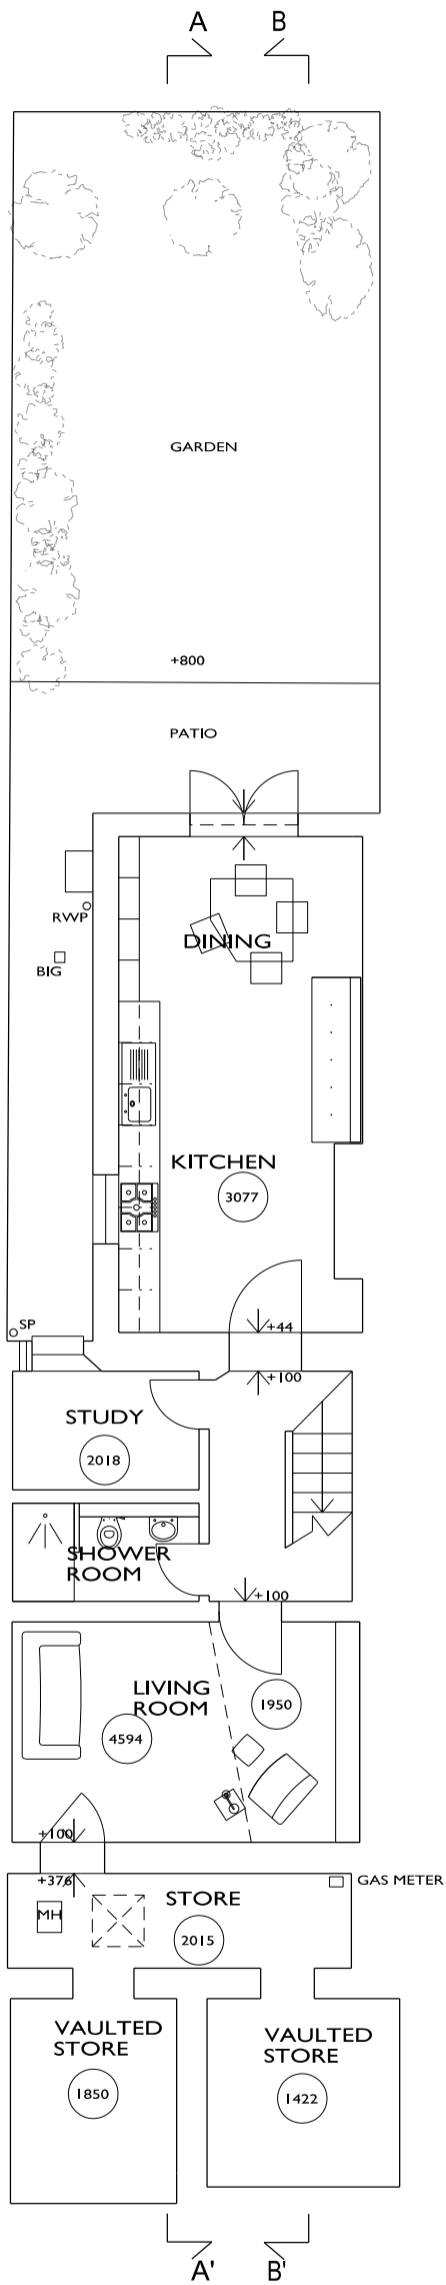 A B
GARDEN
+800
PATIO
RWP
DINING
BIG
KITCHEN
3077
SP
+44
+100
STUDY
2018
SHOWER
ROOM
+100
LIVING
ROOM
1950
4594
+100
+376
GAS METER
STORE
MH
2015
VAULTED
STORE
VAULTED
STORE
1850
1422
A' B'